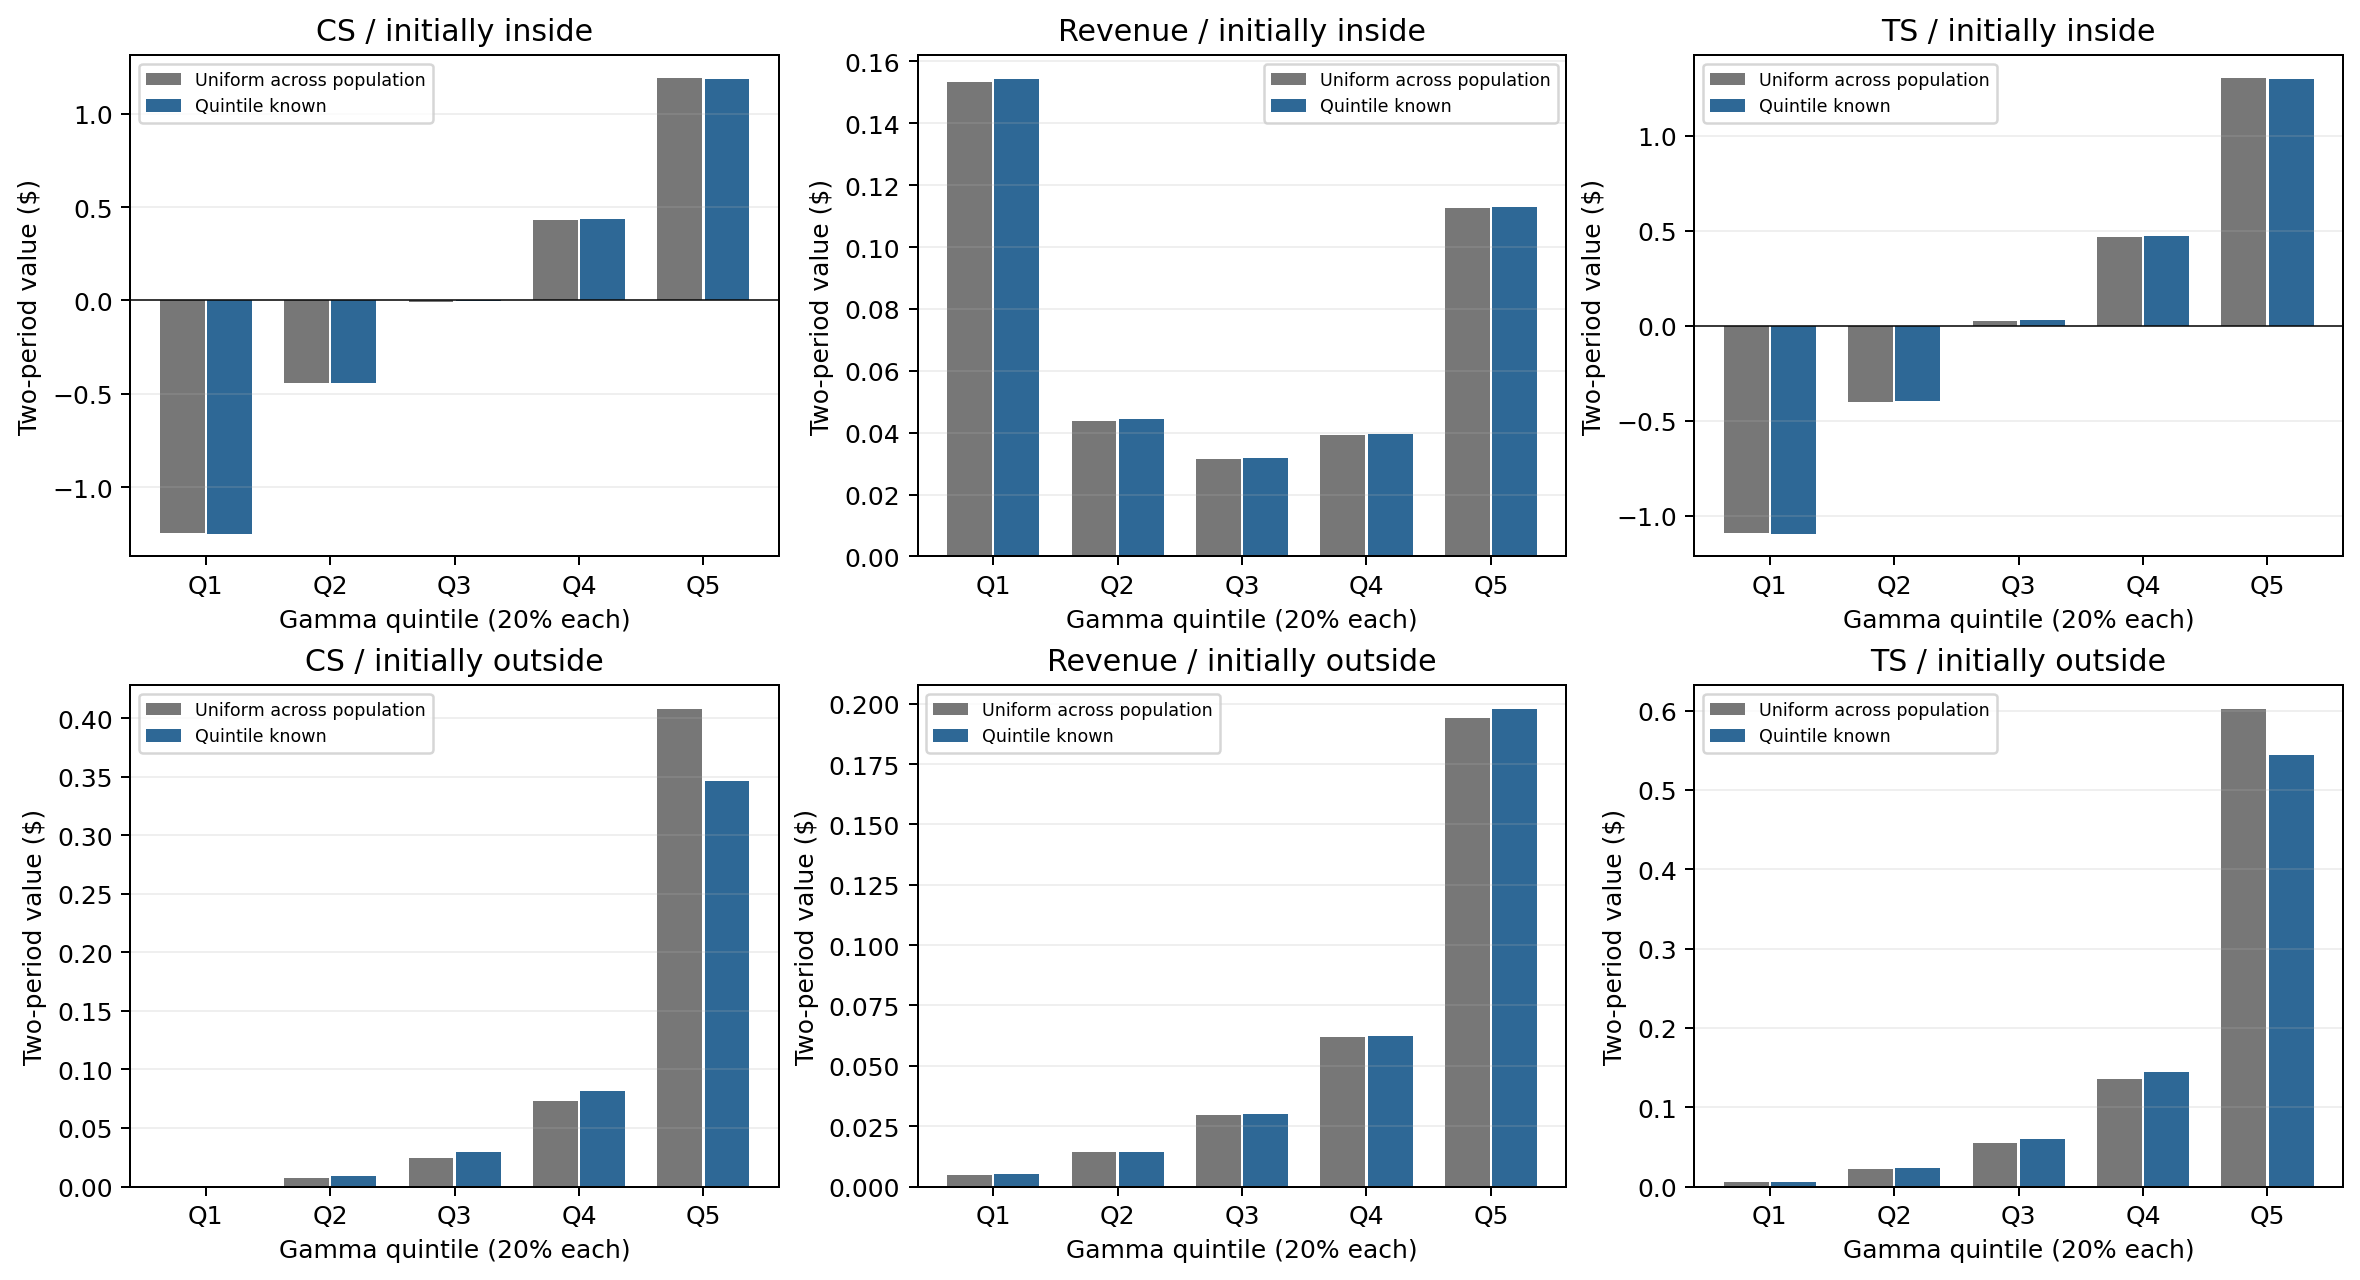 CS / initially inside
Uniform across population
Quintile known
Two-period value ($)
1.0
0.5
0.0
−0.5
−1.0
Q1 Q2 Q3 Q4 Q5
Gamma quintile (20% each)
Revenue / initially inside
Uniform across population
Quintile known
Two-period value ($)
0.16
0.14
0.12
0.10
0.08
0.06
0.04
0.02
0.00
Q1 Q2 Q3 Q4 Q5
Gamma quintile (20% each)
TS / initially inside
Uniform across population
Quintile known
Two-period value ($)
1.0
0.5
0.0
−0.5
−1.0
Q1 Q2 Q3 Q4 Q5
Gamma quintile (20% each)
CS / initially outside
Uniform across population
Quintile known
Two-period value ($)
0.40
0.35
0.30
0.25
0.20
0.15
0.10
0.05
0.00
Q1 Q2 Q3 Q4 Q5
Gamma quintile (20% each)
Revenue / initially outside
Uniform across population
Quintile known
Two-period value ($)
0.200
0.175
0.150
0.125
0.100
0.075
0.050
0.025
0.000
Q1 Q2 Q3 Q4 Q5
Gamma quintile (20% each)
TS / initially outside
Uniform across population
Quintile known
Two-period value ($)
0.6
0.5
0.4
0.3
0.2
0.1
0.0
Q1 Q2 Q3 Q4 Q5
Gamma quintile (20% each)